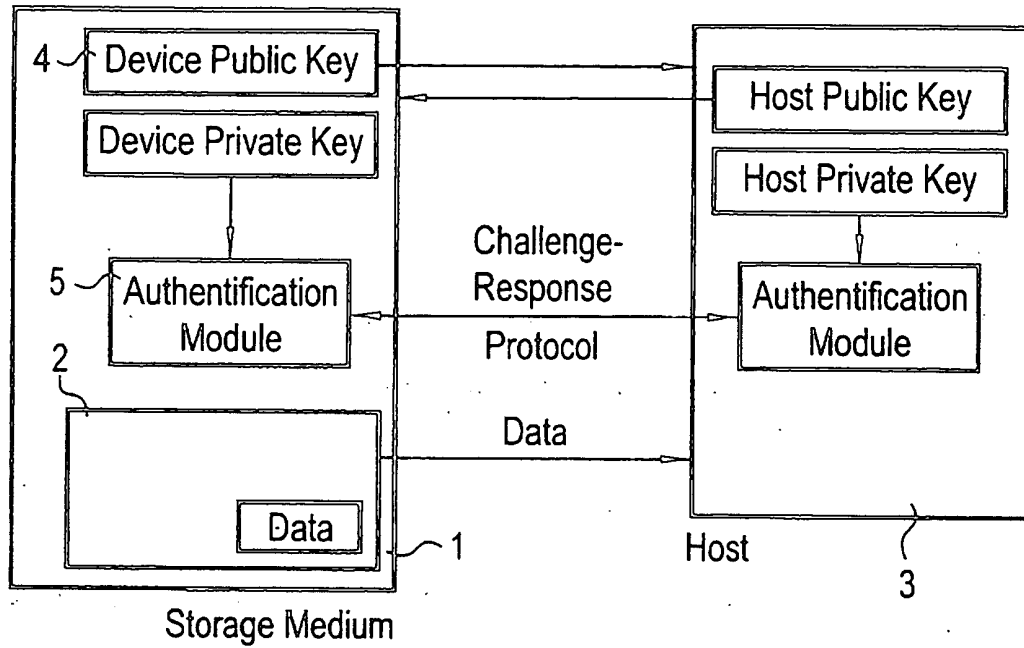 4
Device Public Key
Device Private Key
5
Authentification
Module
2
Data
1
Storage Medium
Challenge-
Response
Protocol
Data
Host Public Key
Host Private Key
Authentification
Module
Host
3